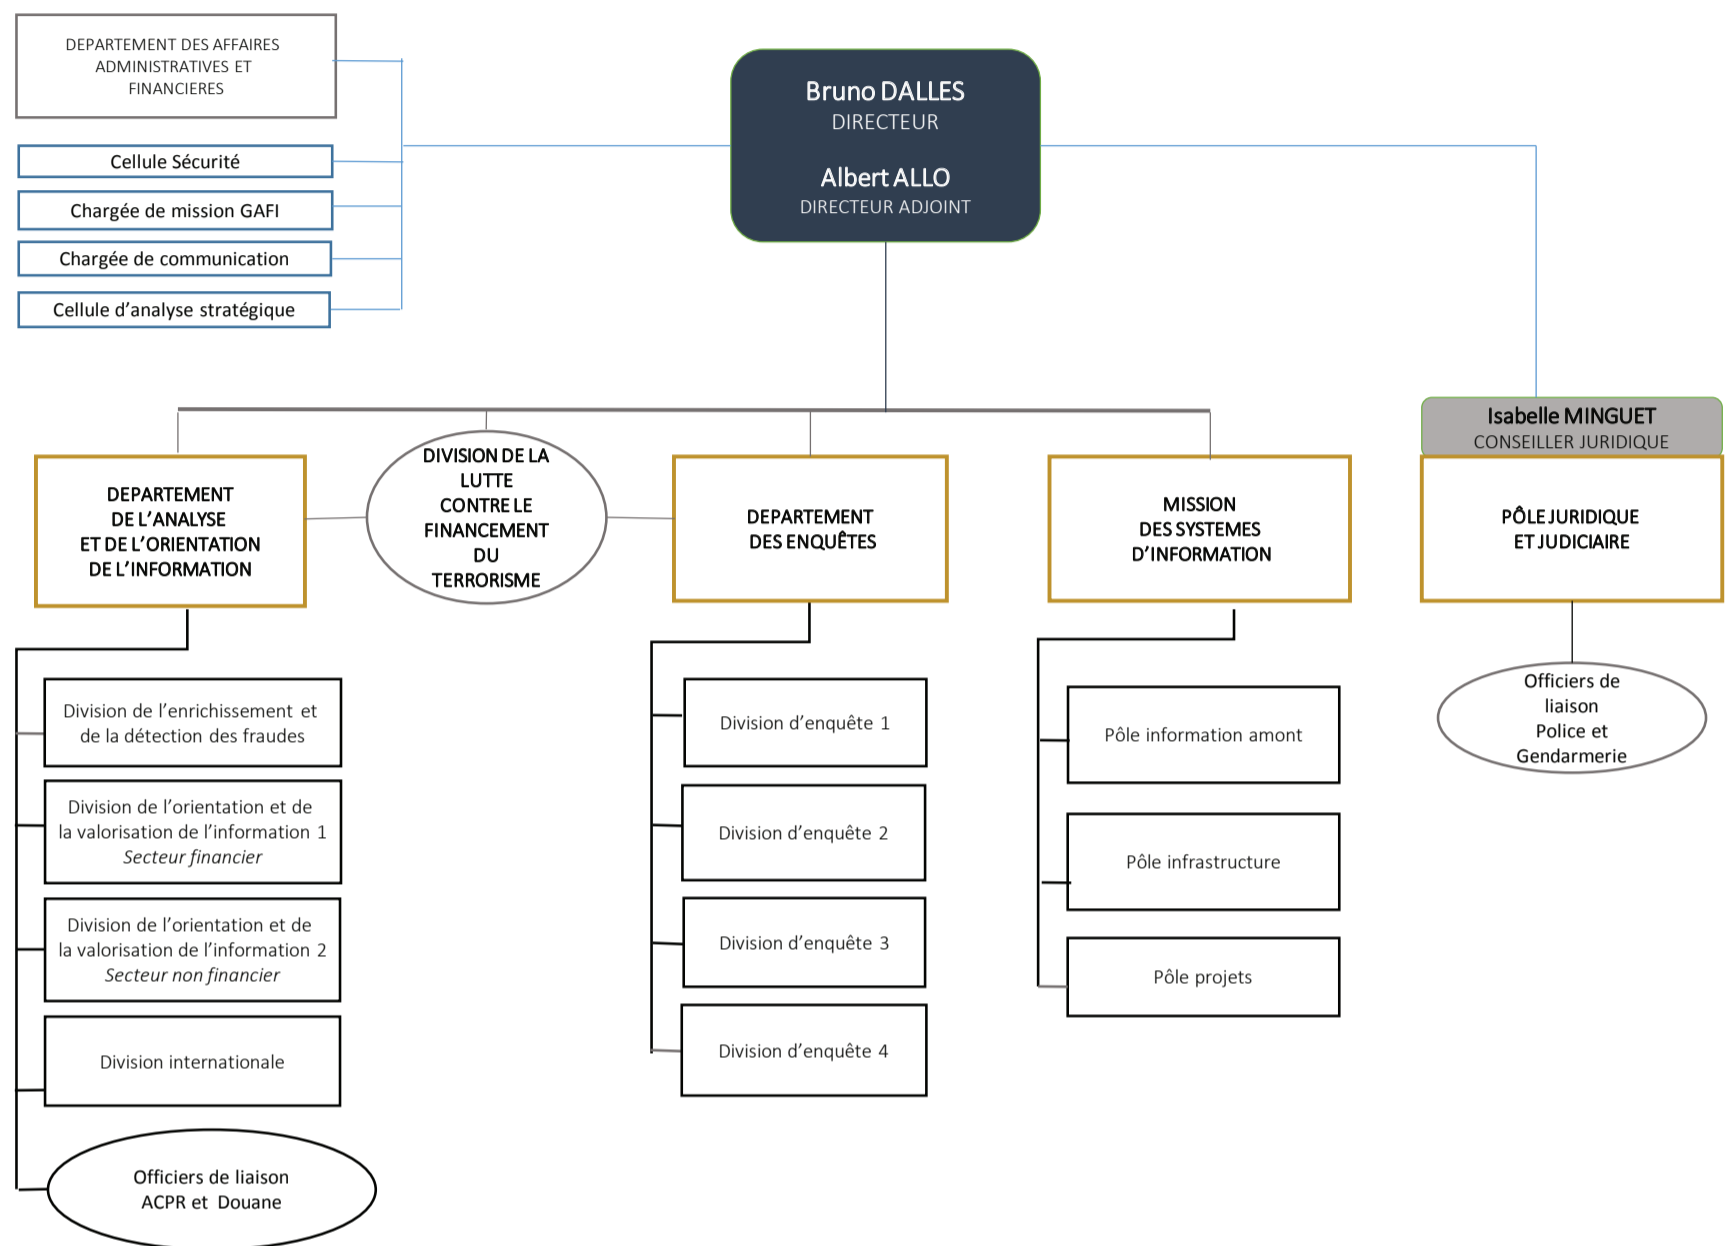 DEPARTEMENT DES AFFAIRES
ADMINISTRATIVES ET
FINANCIERES
Cellule Sécurité
Chargée de mission GAFI
Chargée de communication
Cellule d’analyse stratégique
Bruno DALLES
DIRECTEUR
Albert ALLO
DIRECTEUR ADJOINT
Isabelle MINGUET
CONSEILLER JURIDIQUE
DEPARTEMENT
DE L’ANALYSE
ET DE L’ORIENTATION
DE L’INFORMATION
DIVISION DE LA
LUTTE
CONTRE LE
FINANCEMENT
DU
TERRORISME
DEPARTEMENT
DES ENQUÊTES
MISSION
DES SYSTEMES
D’INFORMATION
PÔLE JURIDIQUE
ET JUDICIAIRE
Division de l’enrichissement et
de la détection des fraudes
Division de l’orientation et de
la valorisation de l’information 1
Secteur financier
Division de l’orientation et de
la valorisation de l’information 2
Secteur non financier
Division internationale
Officiers de liaison
ACPR et Douane
Division d’enquête 1
Division d’enquête 2
Division d’enquête 3
Division d’enquête 4
Pôle information amont
Pôle infrastructure
Pôle projets
Officiers de
liaison
Police et
Gendarmerie